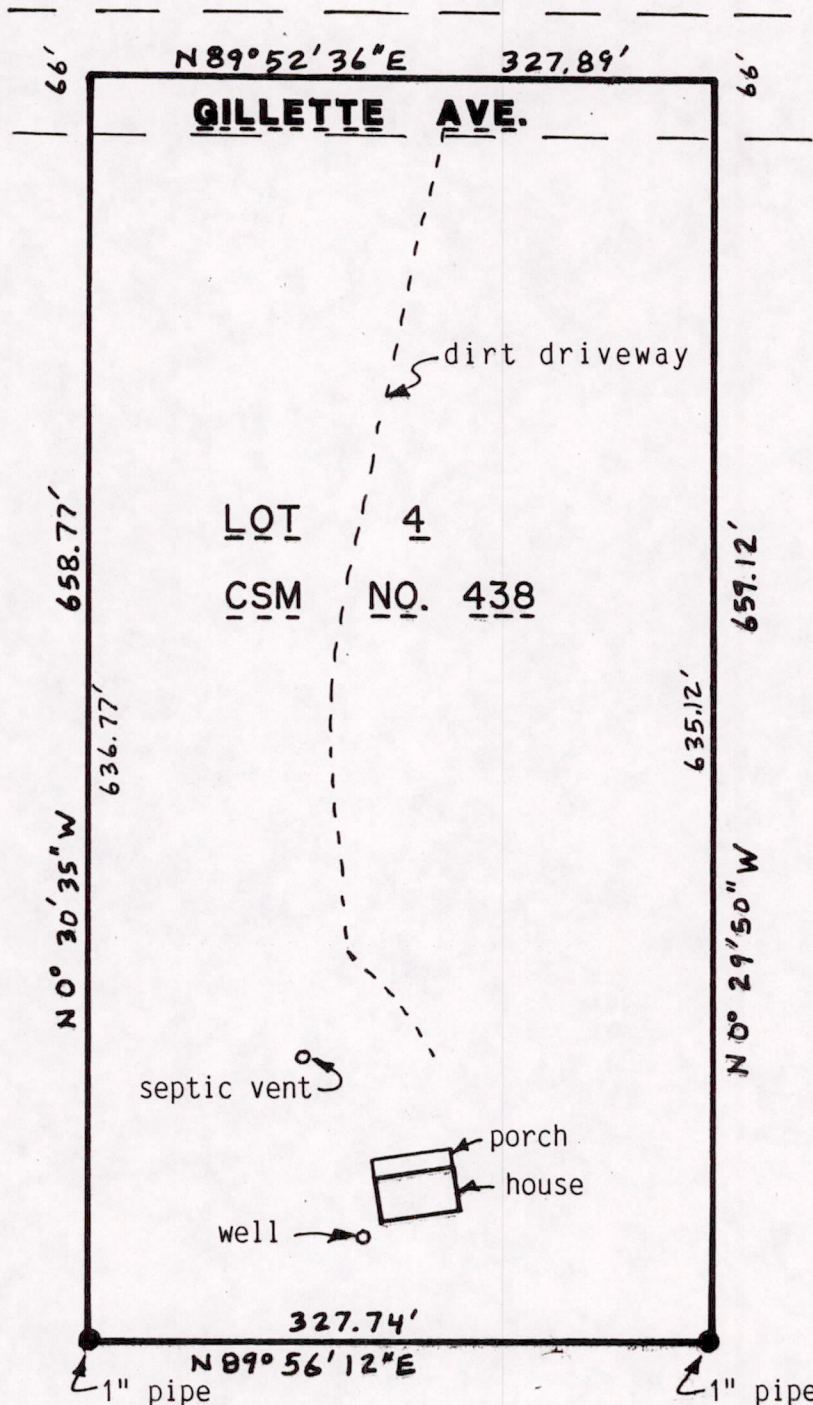 N 89° 52' 36" E 327.89'
66' 66'
GILLETTE AVE.
dirt driveway
LOT 4
CSM NO. 438
658.77'
659.12'
636.77'
635.12'
N 0° 30' 35" W
N 0° 29' 50" W
septic vent
porch
house
well
327.74'
N 89° 56' 12" E
1" pipe 1" pipe